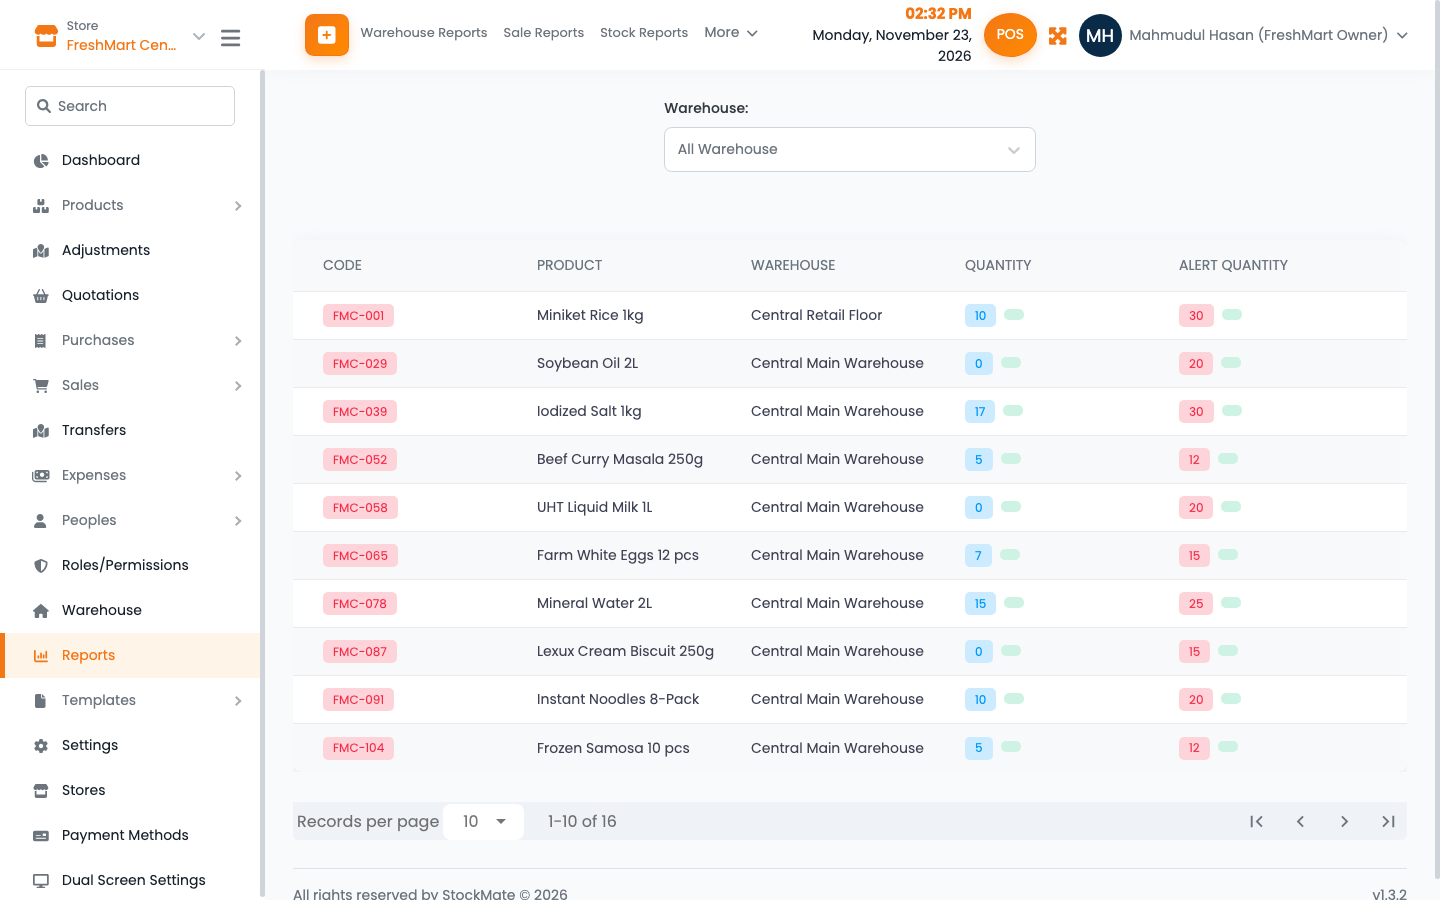 Store
FreshMart Cen...
Warehouse Reports
Sale Reports
Stock Reports
More
02:32 PM
Monday, November 23,
2026
POS
MH
Mahmudul Hasan (FreshMart Owner)
Search
Dashboard
Products
Adjustments
Quotations
Purchases
Sales
Transfers
Expenses
Peoples
Roles/Permissions
Warehouse
Reports
Templates
Settings
Stores
Payment Methods
Dual Screen Settings
Warehouse:
All Warehouse
CODE PRODUCT WAREHOUSE QUANTITY ALERT QUANTITY
FMC-001 Miniket Rice 1kg Central Retail Floor 10 30
FMC-029 Soybean Oil 2L Central Main Warehouse 0 20
FMC-039 Iodized Salt 1kg Central Main Warehouse 17 30
FMC-052 Beef Curry Masala 250g Central Main Warehouse 5 12
FMC-058 UHT Liquid Milk 1L Central Main Warehouse 0 20
FMC-065 Farm White Eggs 12 pcs Central Main Warehouse 7 15
FMC-078 Mineral Water 2L Central Main Warehouse 15 25
FMC-087 Lexux Cream Biscuit 250g Central Main Warehouse 0 15
FMC-091 Instant Noodles 8-Pack Central Main Warehouse 10 20
FMC-104 Frozen Samosa 10 pcs Central Main Warehouse 5 12
Records per page 10 1-10 of 16
All rights reserved by StockMate © 2026
v1.3.2